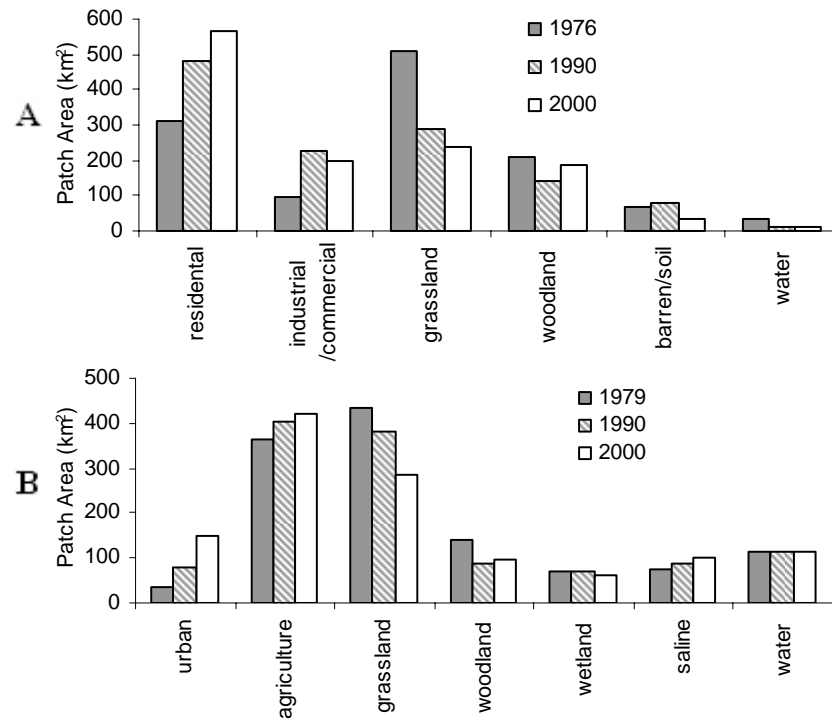 A
Patch Area (km²)
600
500
400
300
200
100
0
1976
1990
2000
residental
industrial
/commercial
grassland
woodland
barren/soil
water
B
Patch Area (km²)
500
400
300
200
100
0
1979
1990
2000
urban
agriculture
grassland
woodland
wetland
saline
water